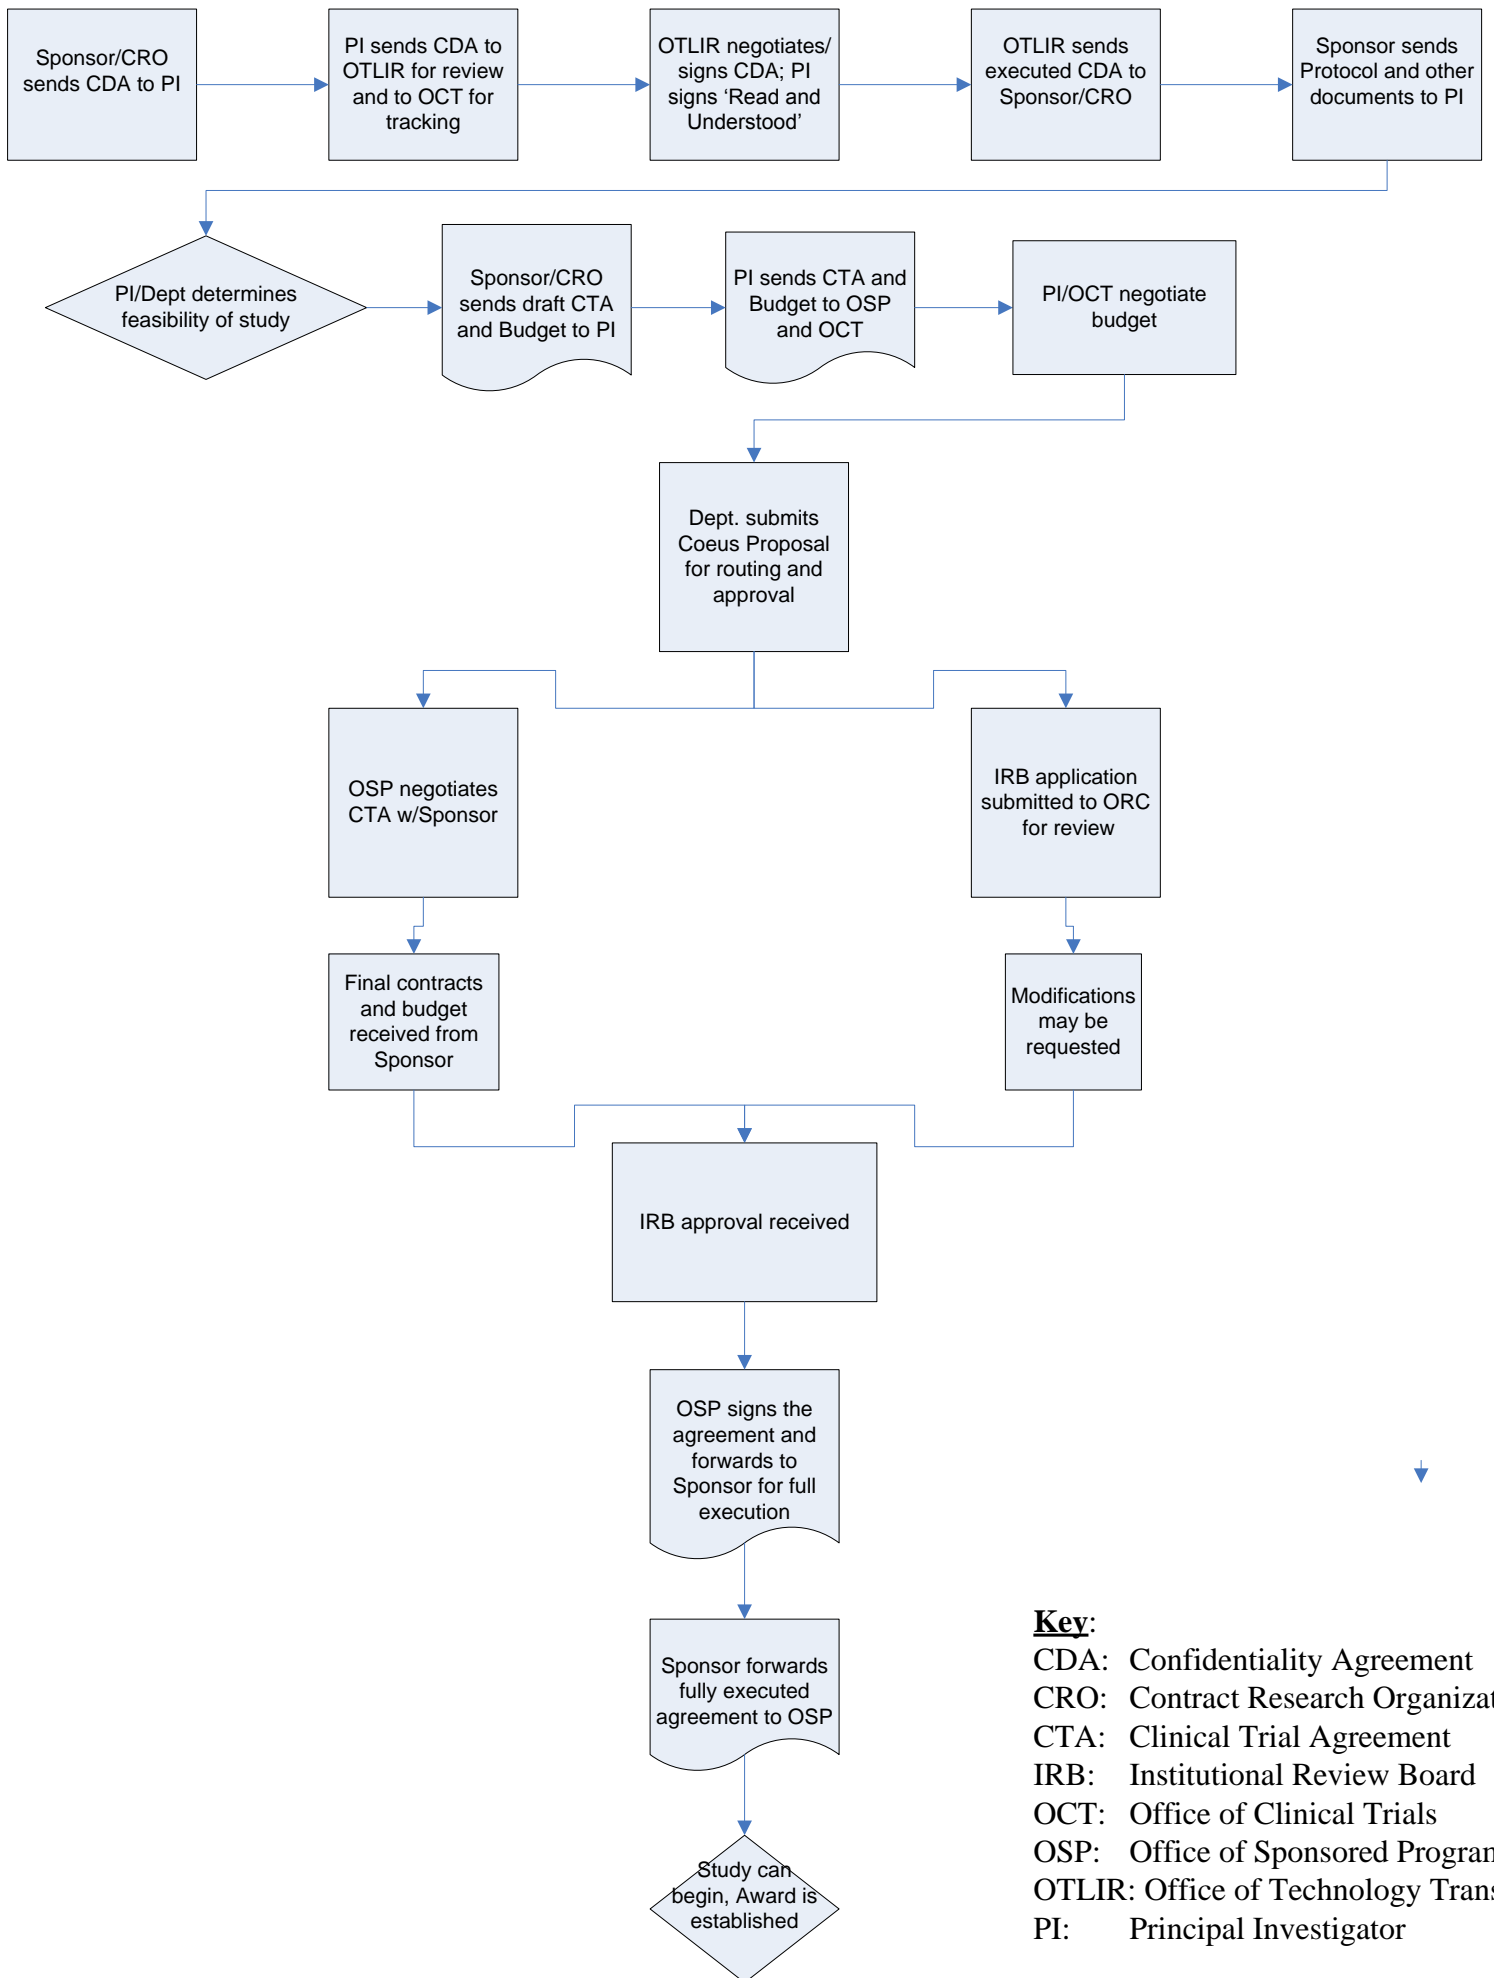 Sponsor/CRO
sends CDA to PI
PI sends CDA to
OTLIR for review
and to OCT for
tracking
OTLIR negotiates/
signs CDA; PI
signs ‘Read and
Understood’
OTLIR sends
executed CDA to
Sponsor/CRO
Sponsor sends
Protocol and other
documents to PI
PI/Dept determines
feasibility of study
Sponsor/CRO
sends draft CTA
and Budget to PI
PI sends CTA and
Budget to OSP
and OCT
PI/OCT negotiate
budget
Dept. submits
Coeus Proposal
for routing and
approval
OSP negotiates
CTA w/Sponsor
IRB application
submitted to ORC
for review
Final contracts
and budget
received from
Sponsor
Modifications
may be
requested
IRB approval received
OSP signs the
agreement and
forwards to
Sponsor for full
execution
Sponsor forwards
fully executed
agreement to OSP
Study can
begin, Award is
established
Key:
CDA: Confidentiality Agreement
CRO: Contract Research
CTA: Clinical Trial Agreement
IRB: Institutional Review Board
OCT: Office of Clinical Trials
OSP: Office of Sponsored
OTLIR: Office of Technology
PI: Principal Investigator